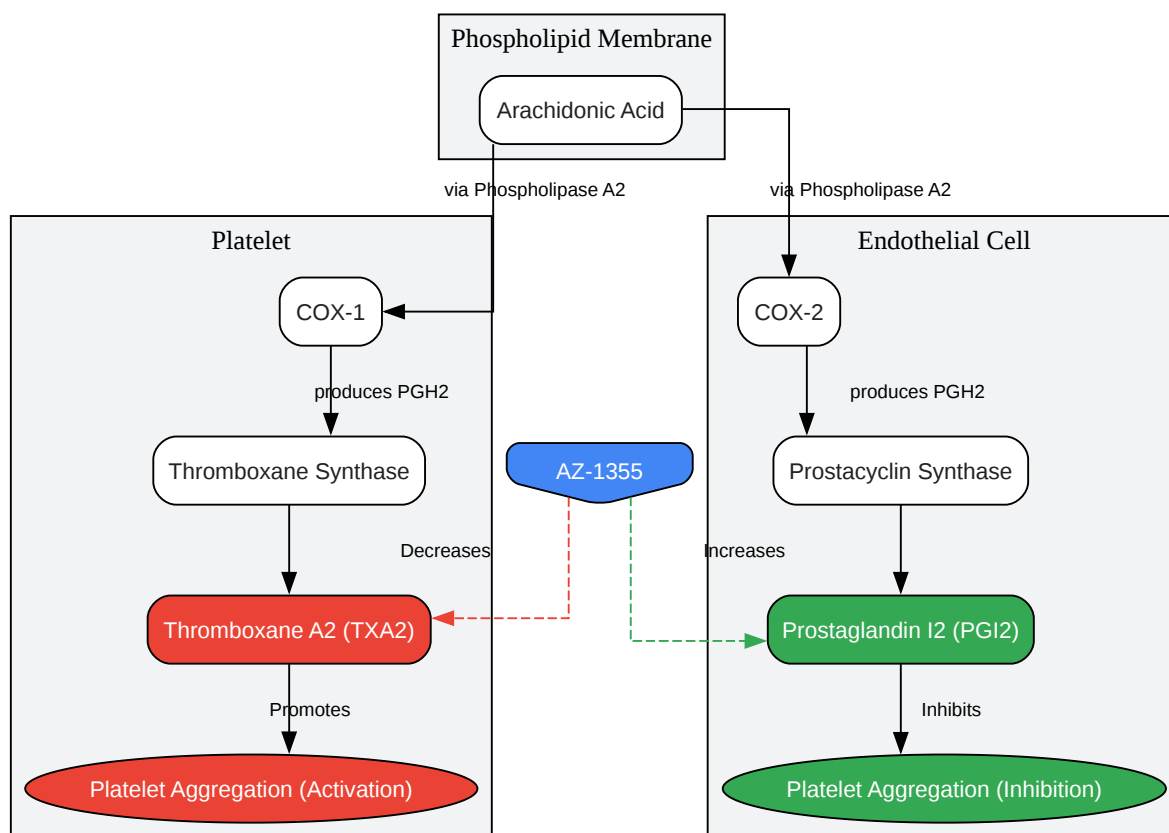 Phospholipid Membrane
Arachidonic Acid
via Phospholipase A2
via Phospholipase A2
Platelet
Endothelial Cell
COX-1
COX-2
produces PGH2
produces PGH2
Thromboxane Synthase
AZ-1355
Prostacyclin Synthase
Decreases
Increases
Thromboxane A2 (TXA2)
Prostaglandin I2 (PGI2)
Promotes
Inhibits
Platelet Aggregation (Activation)
Platelet Aggregation (Inhibition)